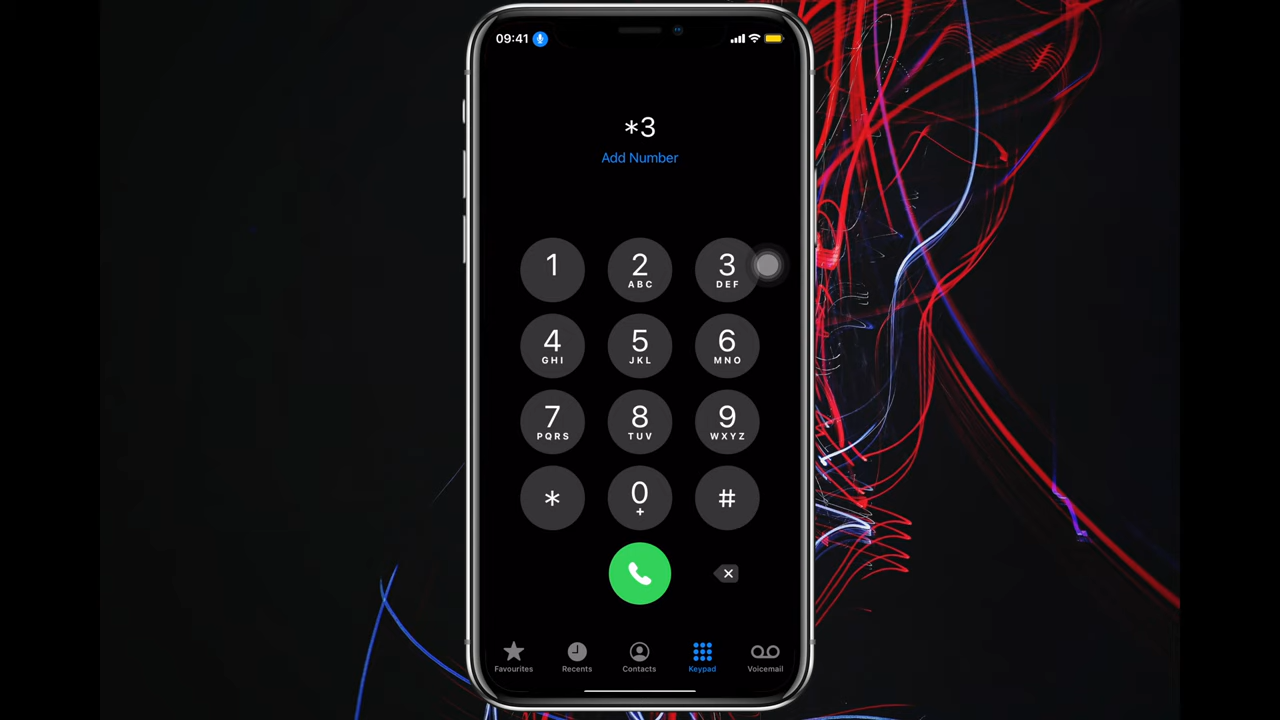 09:41
*3
Add Number
1
2
ABC
3
DEF
4
GHI
5
JKL
6
MNO
7
PQRS
8
TUV
9
WXYZ
*
0
+
#
Favourites
Recents
Contacts
Keypad
Voicemail